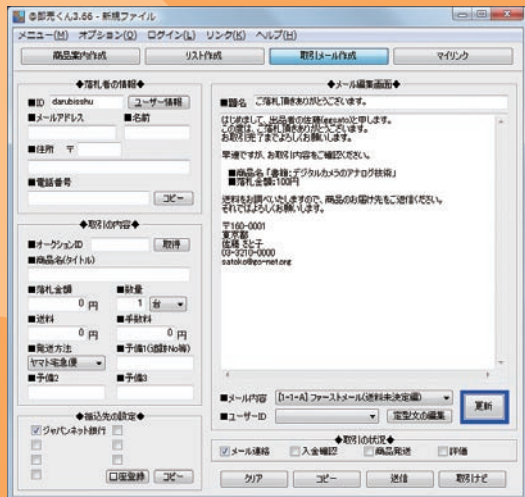 @即売くん3.66 - 新規ファイル
メニュー(M) オプション(O) ログイン(L) リンク(K) ヘルプ(H)
商品案内作成 リスト作成 取引メール作成 マイリンク
◆落札者の情報◆
■ID darubisshu ユーザー情報
■メールアドレス ■名前
■住所 〒
■電話番号
コピー
◆取引の内容◆
■オークションID 取得
■商品名(タイトル)
■落札金額 ■数量
0 円 1 台
■送料 ■手数料
0 円 0 円
■発送方法 ■予備1(追跡No等)
ヤマト宅急便
■予備2 ■予備3
◆振込先の設定◆
ジャパンネット銀行
口座登録 コピー
◆メール編集画面◆
■題名 ご落札頂きありがとうございます。
はじめまして、出品者の佐藤(egsato)と申します。
この度は、ご落札頂きありがとうございます。
お取引完了までよろしくお願いします。
早速ですが、お取引内容をご確認ください。
■商品名「書籍:デジタルカメラのアナログ技術」
■落札金額:100円
送料をお調べいたしますので、商品のお届け先をご返信ください。
それではよろしくお願いします。
〒160-0001
東京都
佐藤 さと子
03-3210-0000
satoko@go-net.org
■メール内容 [1-1-A] ファーストメール(送料未決定編)
■ユーザーID 定型文の編集
更新
◆取引の状況◆
メール連絡 入金確認 商品発送 評価
クリア コピー 送信 取引ナビ